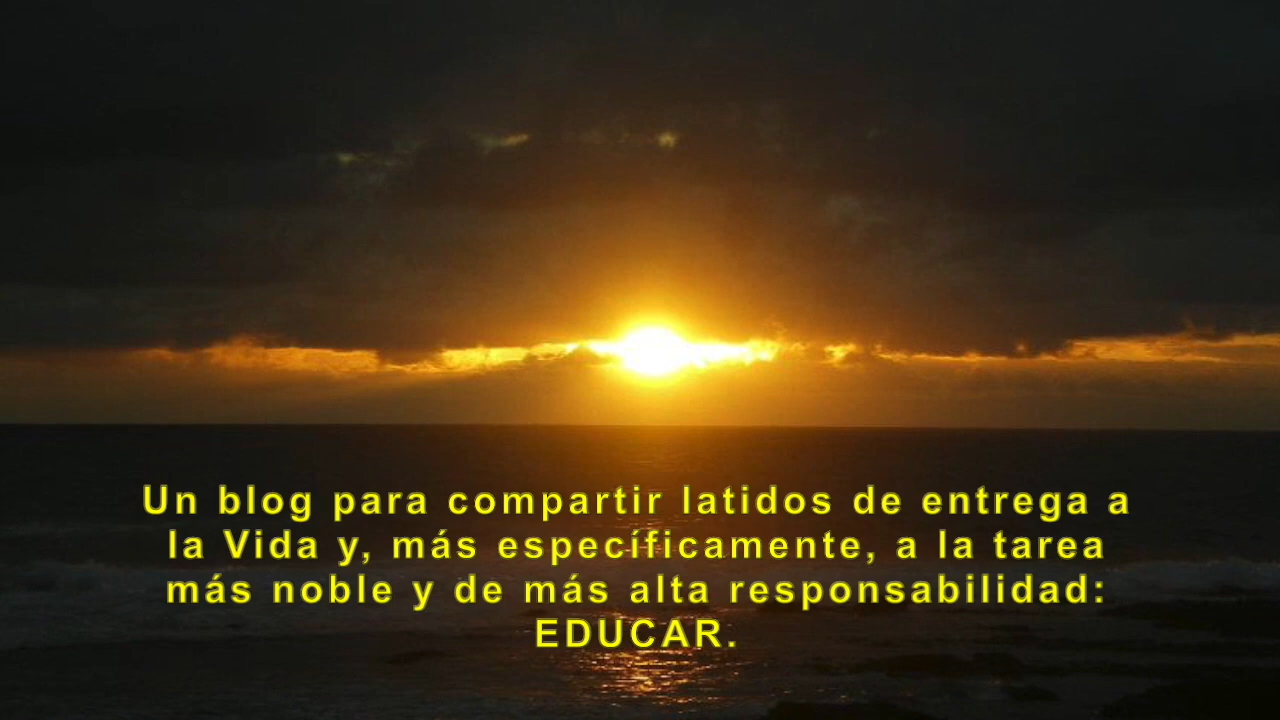 Un blog para compartir latidos de entrega a
la Vida y, más específicamente, a la tarea
más noble y de más alta responsabilidad:
EDUCAR.